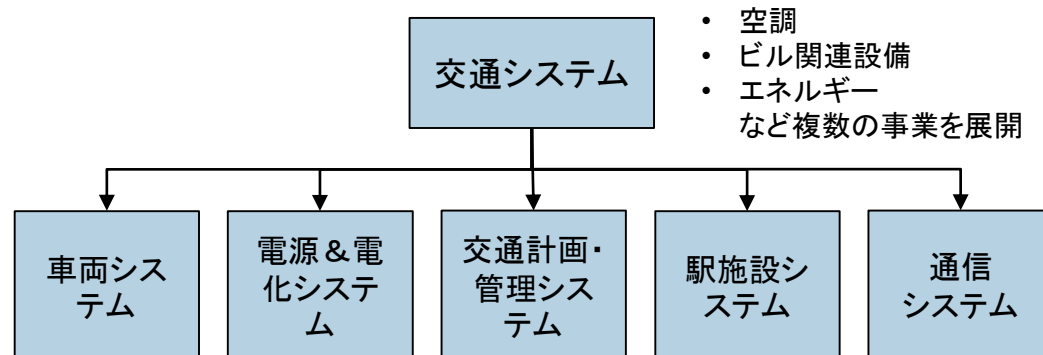 交通システム
• 空調
• ビル関連設備
• エネルギー
など複数の事業を展開
車両シス
テム
電源＆電
化システ
ム
交通計画・
管理シス
テム
駅施設シ
ステム
通信
システム